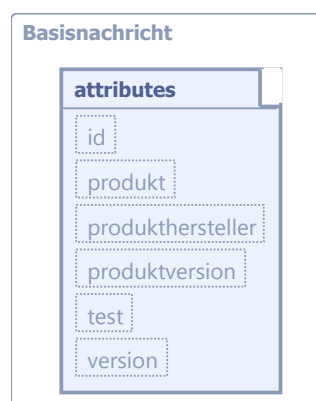 Basisnachricht
attributes
id
produkt
produkthersteller
produktversion
test
version